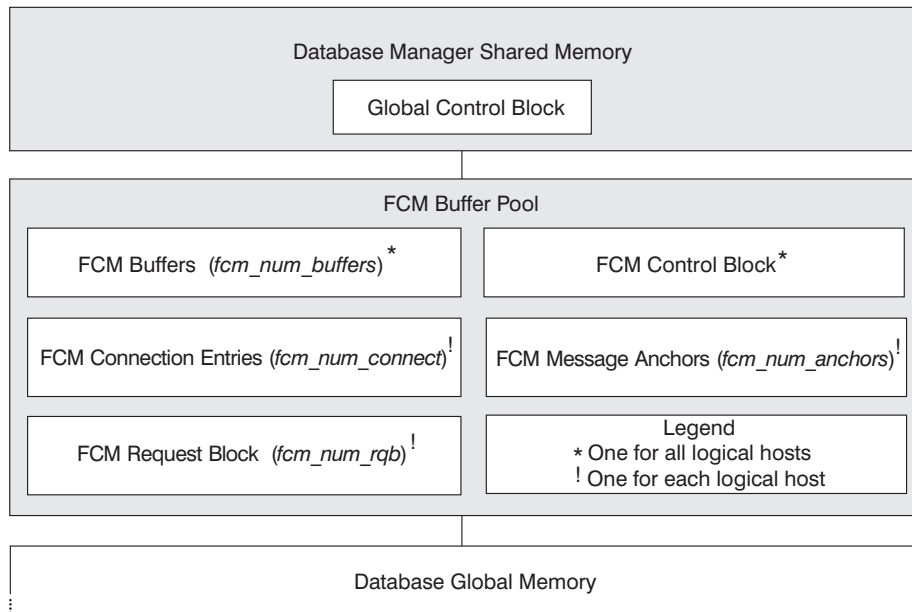 Database Manager Shared Memory
Global Control Block
FCM Buffer Pool
FCM Buffers (fcm_num_buffers)*
FCM Control Block*
FCM Connection Entries (fcm_num_connect)!
FCM Message Anchors (fcm_num_anchors)!
FCM Request Block (fcm_num_rqb)!
Legend
* One for all logical hosts
! One for each logical host
Database Global Memory